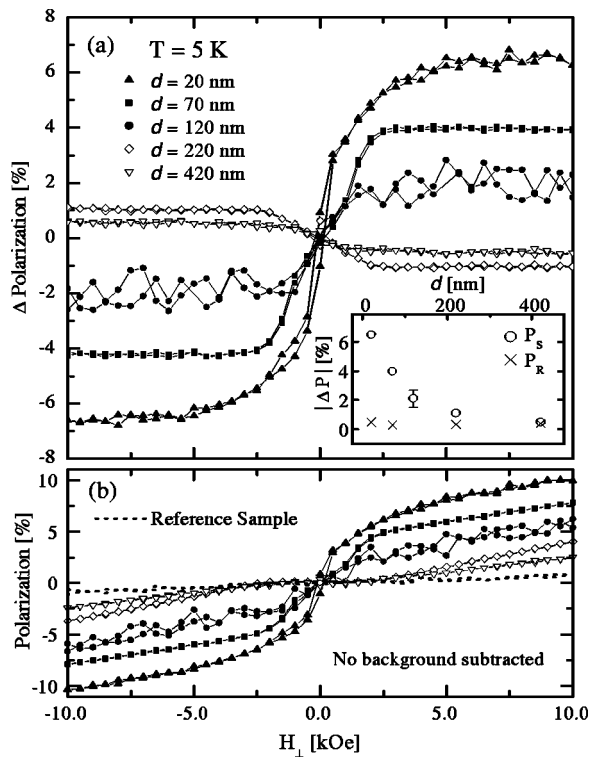 (a)
T = 5 K
d = 20 nm
d = 70 nm
d = 120 nm
d = 220 nm
d = 420 nm
Δ Polarization [%]
8
6
4
2
0
-2
-4
-6
-8
d [nm]
0 200 400
|ΔP| [%]
6
4
2
0
P_S
P_R
(b)
Reference Sample
No background subtracted
Polarization [%]
10
5
0
-5
-10
-10.0 -5.0 0.0 5.0 10.0
H⊥ [kOe]